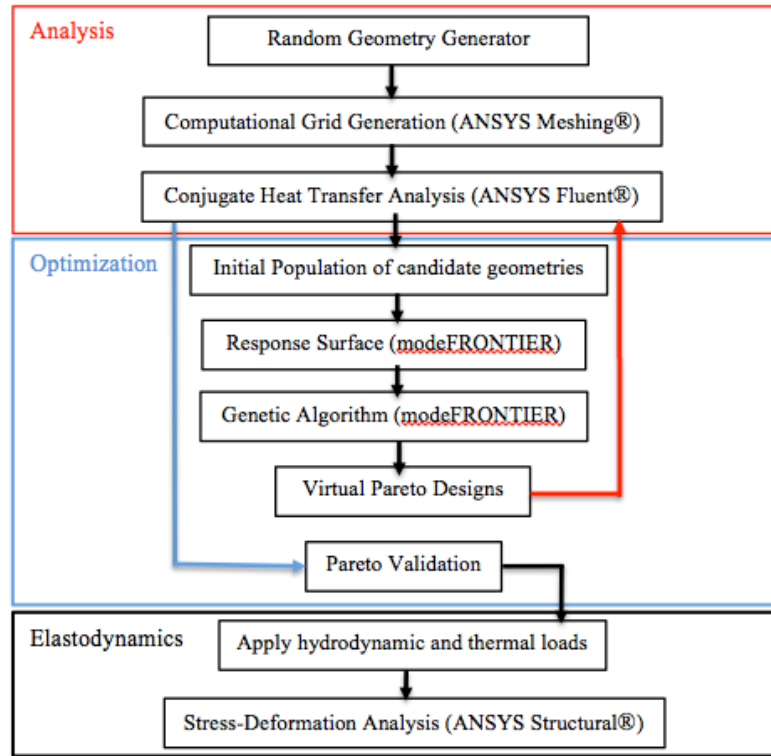 Analysis
Random Geometry Generator
Computational Grid Generation (ANSYS Meshing®)
Conjugate Heat Transfer Analysis (ANSYS Fluent®)
Optimization
Initial Population of candidate geometries
Response Surface (modeFRONTIER)
Genetic Algorithm (modeFRONTIER)
Virtual Pareto Designs
Pareto Validation
Elastodynamics
Apply hydrodynamic and thermal loads
Stress-Deformation Analysis (ANSYS Structural®)